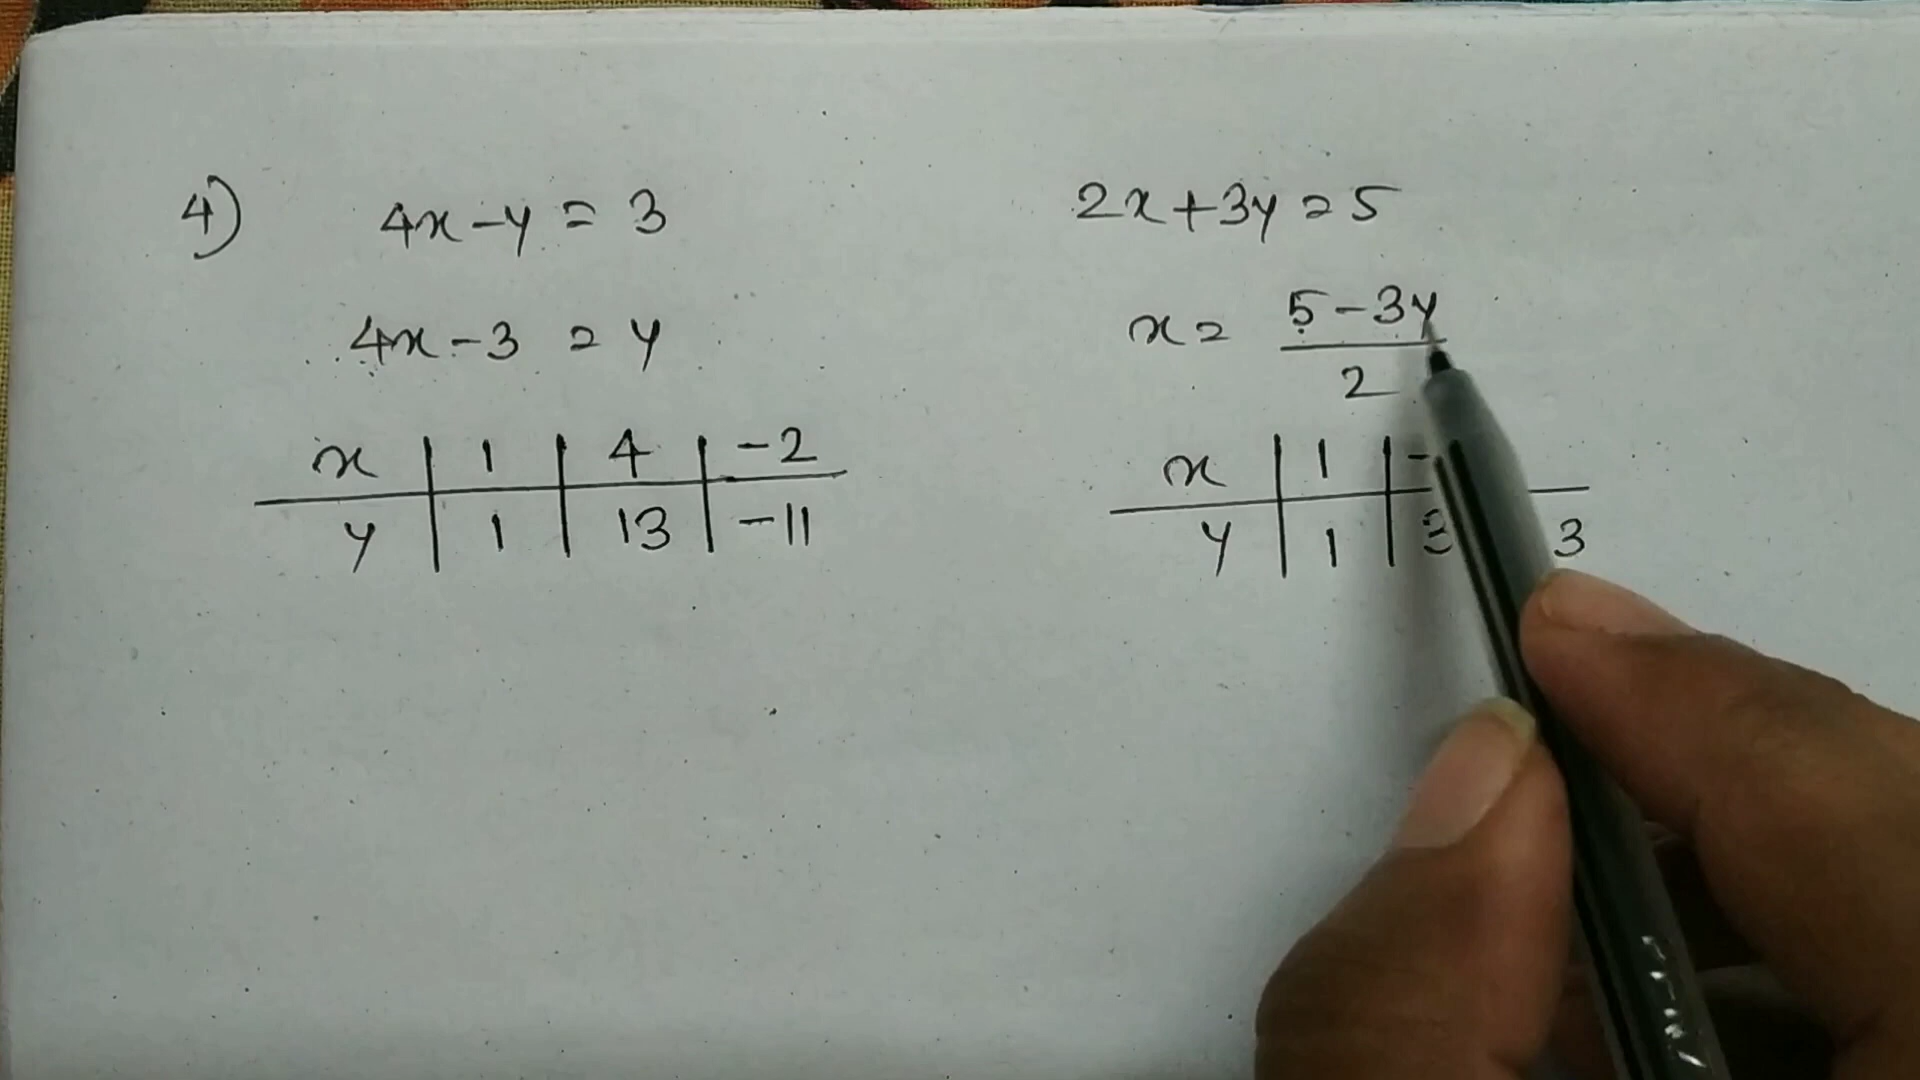 4) 4x - y = 3
4x - 3 = y
x | 1 | 4 | -2
y | 1 | 13 | -11
2x + 3y = 5
x = (5 - 3y)/2
x | 1 | -
y | 1 | 3 3